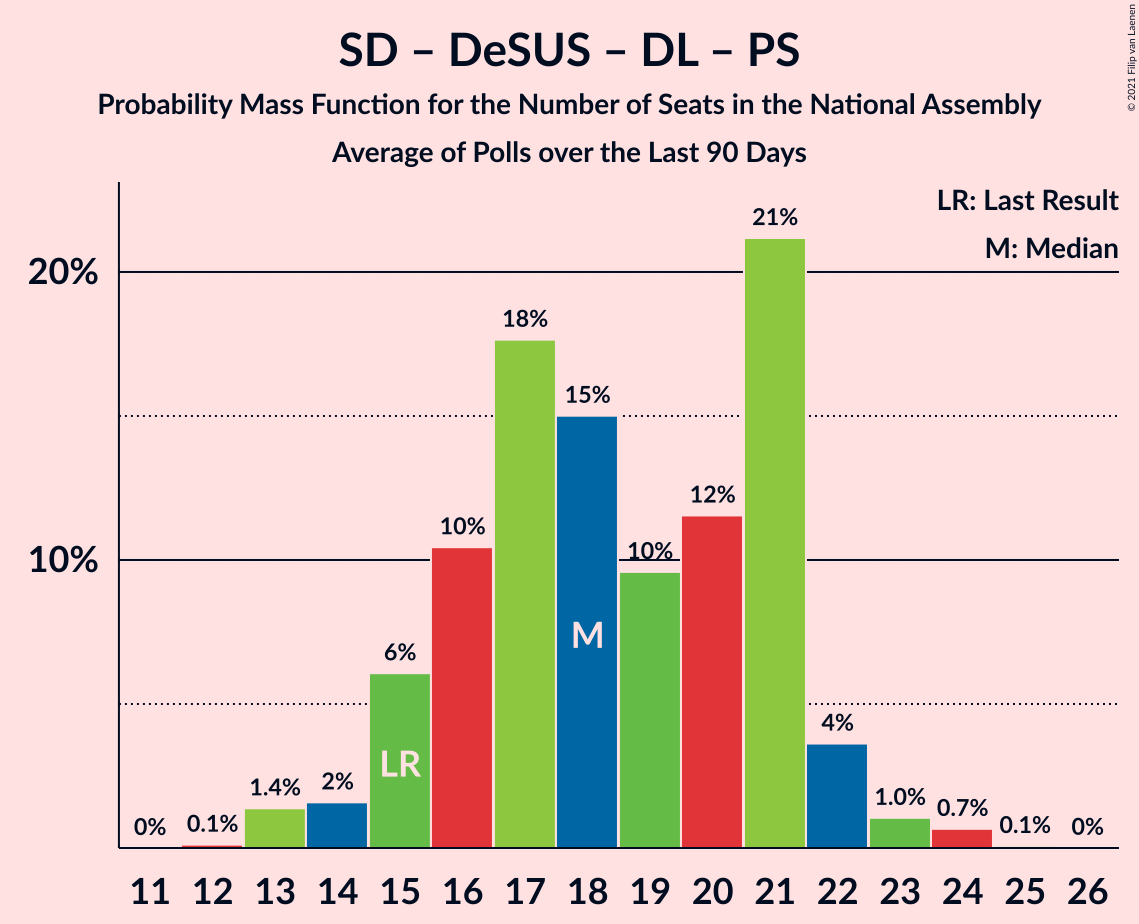 SD – DeSUS – DL – PS
Probability Mass Function for the Number of Seats in the National Assembly
Average of Polls over the Last 90 Days
© 2021 Filip van Laenen
LR: Last Result
M: Median
20%
10%
0%
0.1%
1.4%
2%
6%
10%
18%
15%
10%
12%
21%
4%
1.0%
0.7%
0.1%
0%
LR
M
11 12 13 14 15 16 17 18 19 20 21 22 23 24 25 26